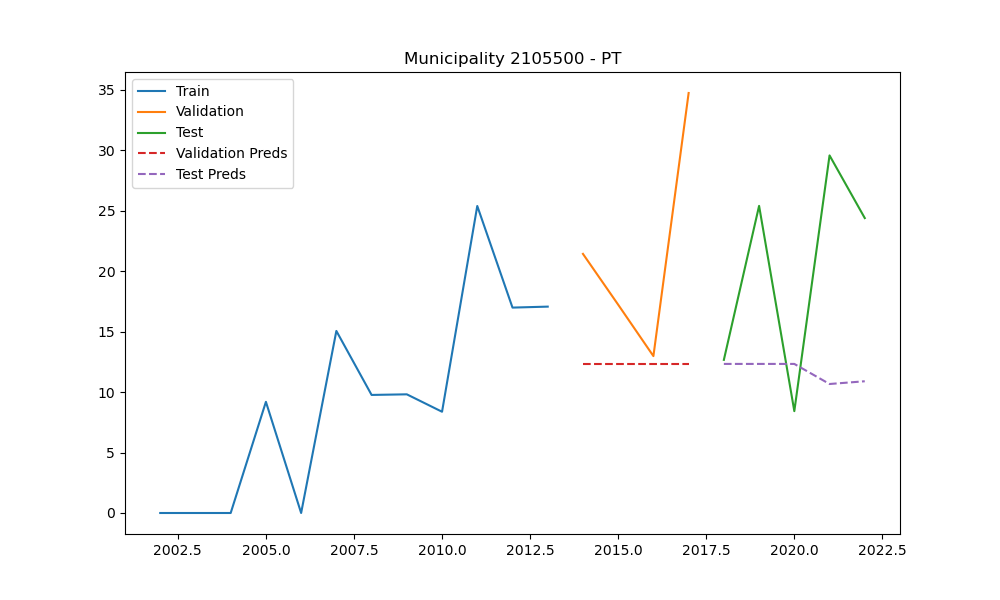 Municipality 2105500 - PT
Train
Validation
Test
Validation Preds
Test Preds
35
30
25
20
15
10
5
0
2002.5 2005.0 2007.5 2010.0 2012.5 2015.0 2017.5 2020.0 2022.5